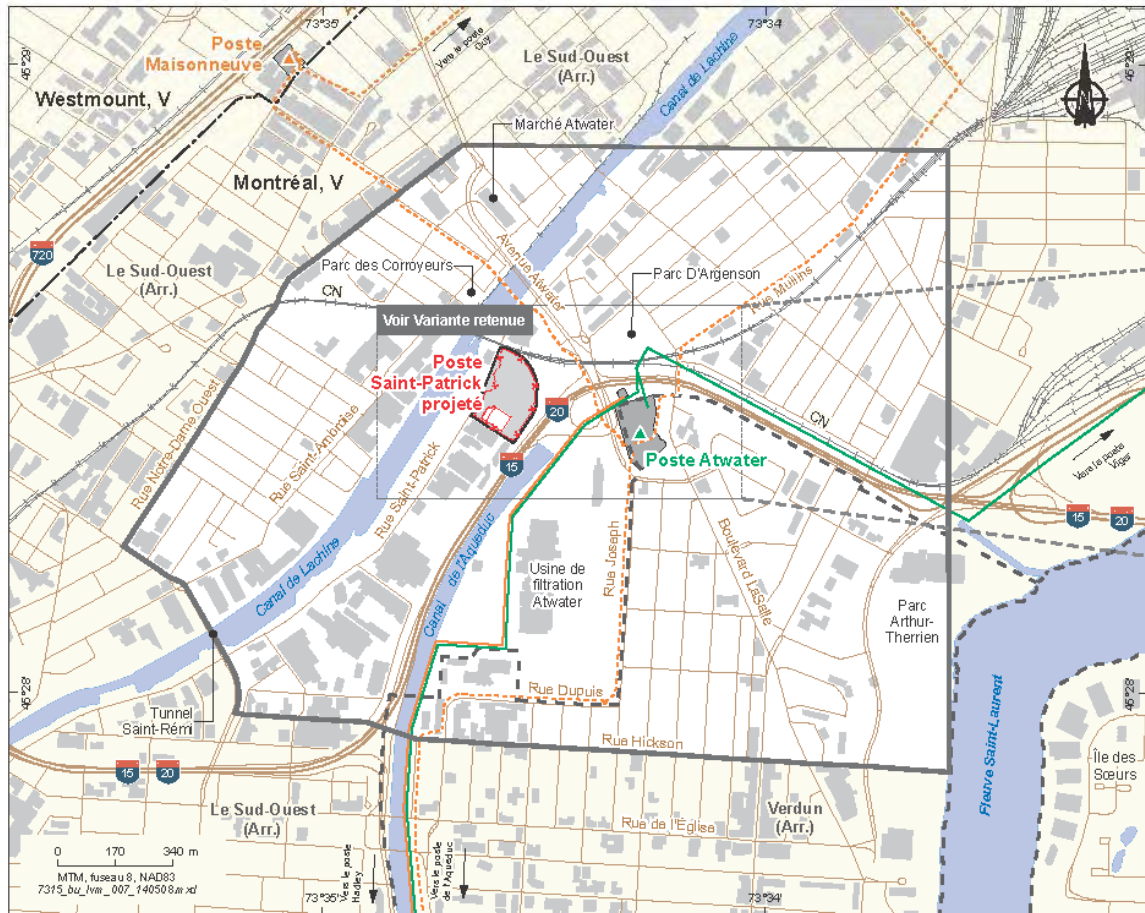 73°35'
73°34'
45°29'
45°29'
Poste
Maisonneuve
Vers le poste
Guy
Le Sud-Ouest
(Arr.)
Canal de Lachine
Westmount, V
Marché Atwater
Montréal, V
720
Le Sud-Ouest
(Arr.)
Parc des Corroyeurs
Avenue Atwater
Parc D'Argenson
Rue Mullins
CN
Voir Variante retenue
Poste
Saint-Patrick
projeté
20
15
CN
Poste Atwater
Vers le poste
Viger
15
20
Rue Notre-Dame Ouest
Rue Saint-Ambroise
Rue Saint-Patrick
Canal de Lachine
Canal
de l'Aqueduc
Usine de
filtration
Atwater
Rue Joseph
Boulevard LaSalle
Parc
Arthur-
Therrien
45°28'
45°28'
Tunnel
Saint-Rémi
Rue Dupuis
Rue Hickson
Fleuve Saint-Laurent
Île des
Sœurs
15
20
Le Sud-Ouest
(Arr.)
Rue de l'Église
Verdun
(Arr.)
0 170 340 m
MTM, fuseau 8, NAD83
7315_bu_lvm_007_140508.mxd
Vers le poste
Hadley
Vers le poste
de l'Aqueduc
73°35'
73°34'